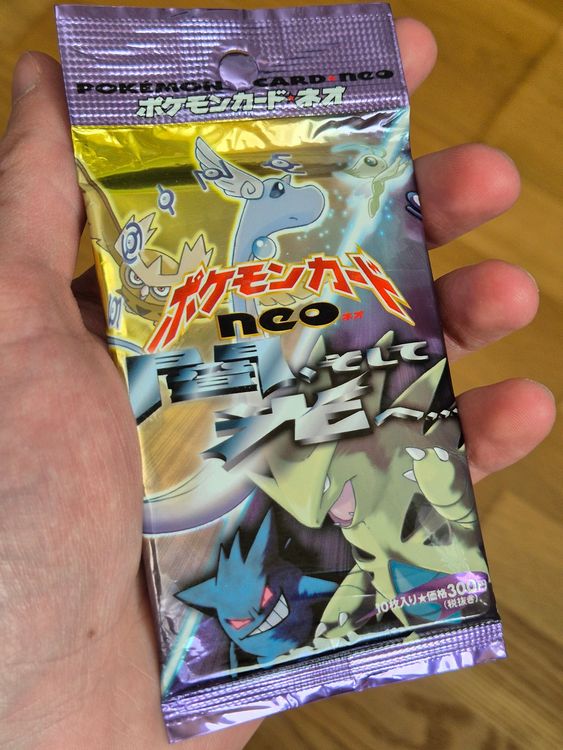 POKÉMON CARD★neo
ポケモンカード★ネオ
ポケモンカード
neo ネオ
闇、そして
光へ…
10枚入り★価格300円
(税抜き)